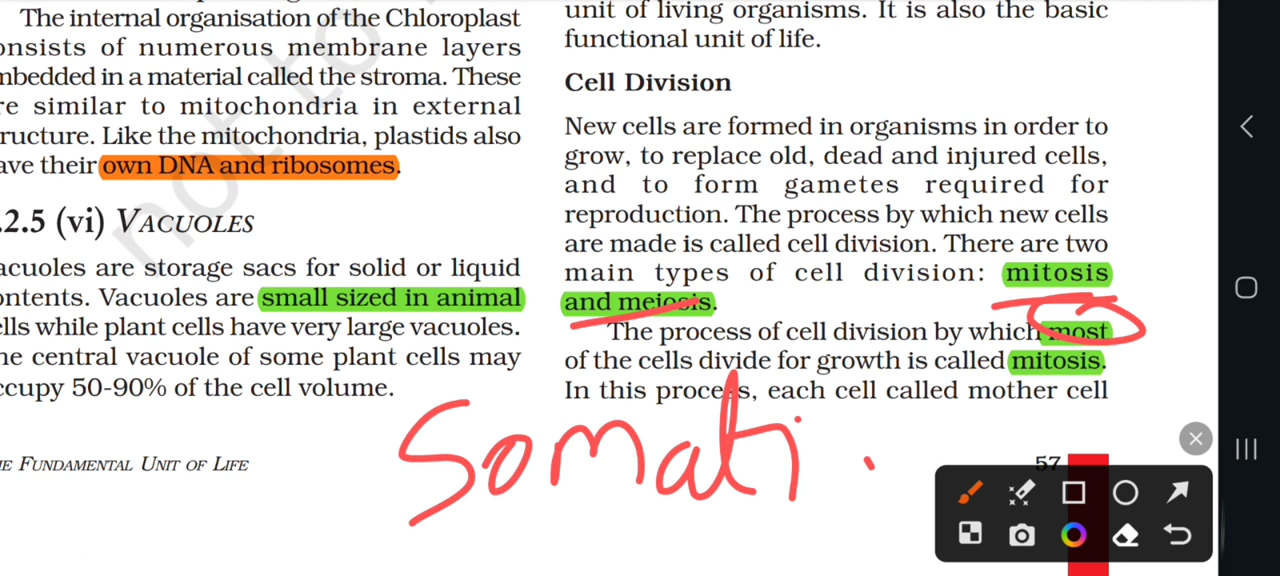 The internal organisation of the Chloroplast
onsists of numerous membrane layers
mbedded in a material called the stroma. These
re similar to mitochondria in external
ructure. Like the mitochondria, plastids also
ave their own DNA and ribosomes.
.2.5 (vi) VACUOLES
acuoles are storage sacs for solid or liquid
ontents. Vacuoles are small sized in animal
ells while plant cells have very large vacuoles.
he central vacuole of some plant cells may
ccupy 50-90% of the cell volume.
unit of living organisms. It is also the basic
functional unit of life.
Cell Division
New cells are formed in organisms in order to
grow, to replace old, dead and injured cells,
and to form gametes required for
reproduction. The process by which new cells
are made is called cell division. There are two
main types of cell division: mitosis
and meiosis.
The process of cell division by which most
of the cells divide for growth is called mitosis.
In this process, each cell called mother cell
Somati
HE FUNDAMENTAL UNIT OF LIFE
57
not to